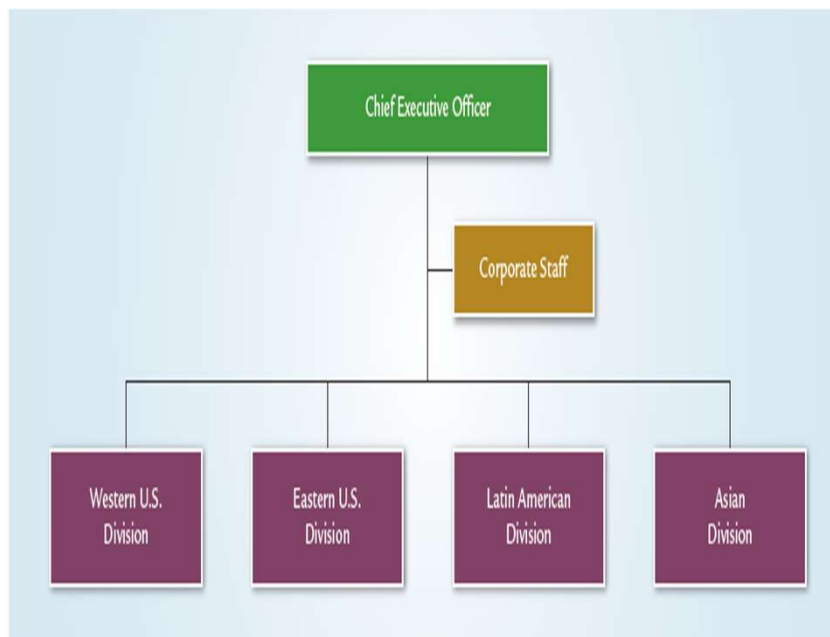 Chief Executive Officer
Corporate Staff
Western U.S.
Division
Eastern U.S.
Division
Latin American
Division
Asian
Division